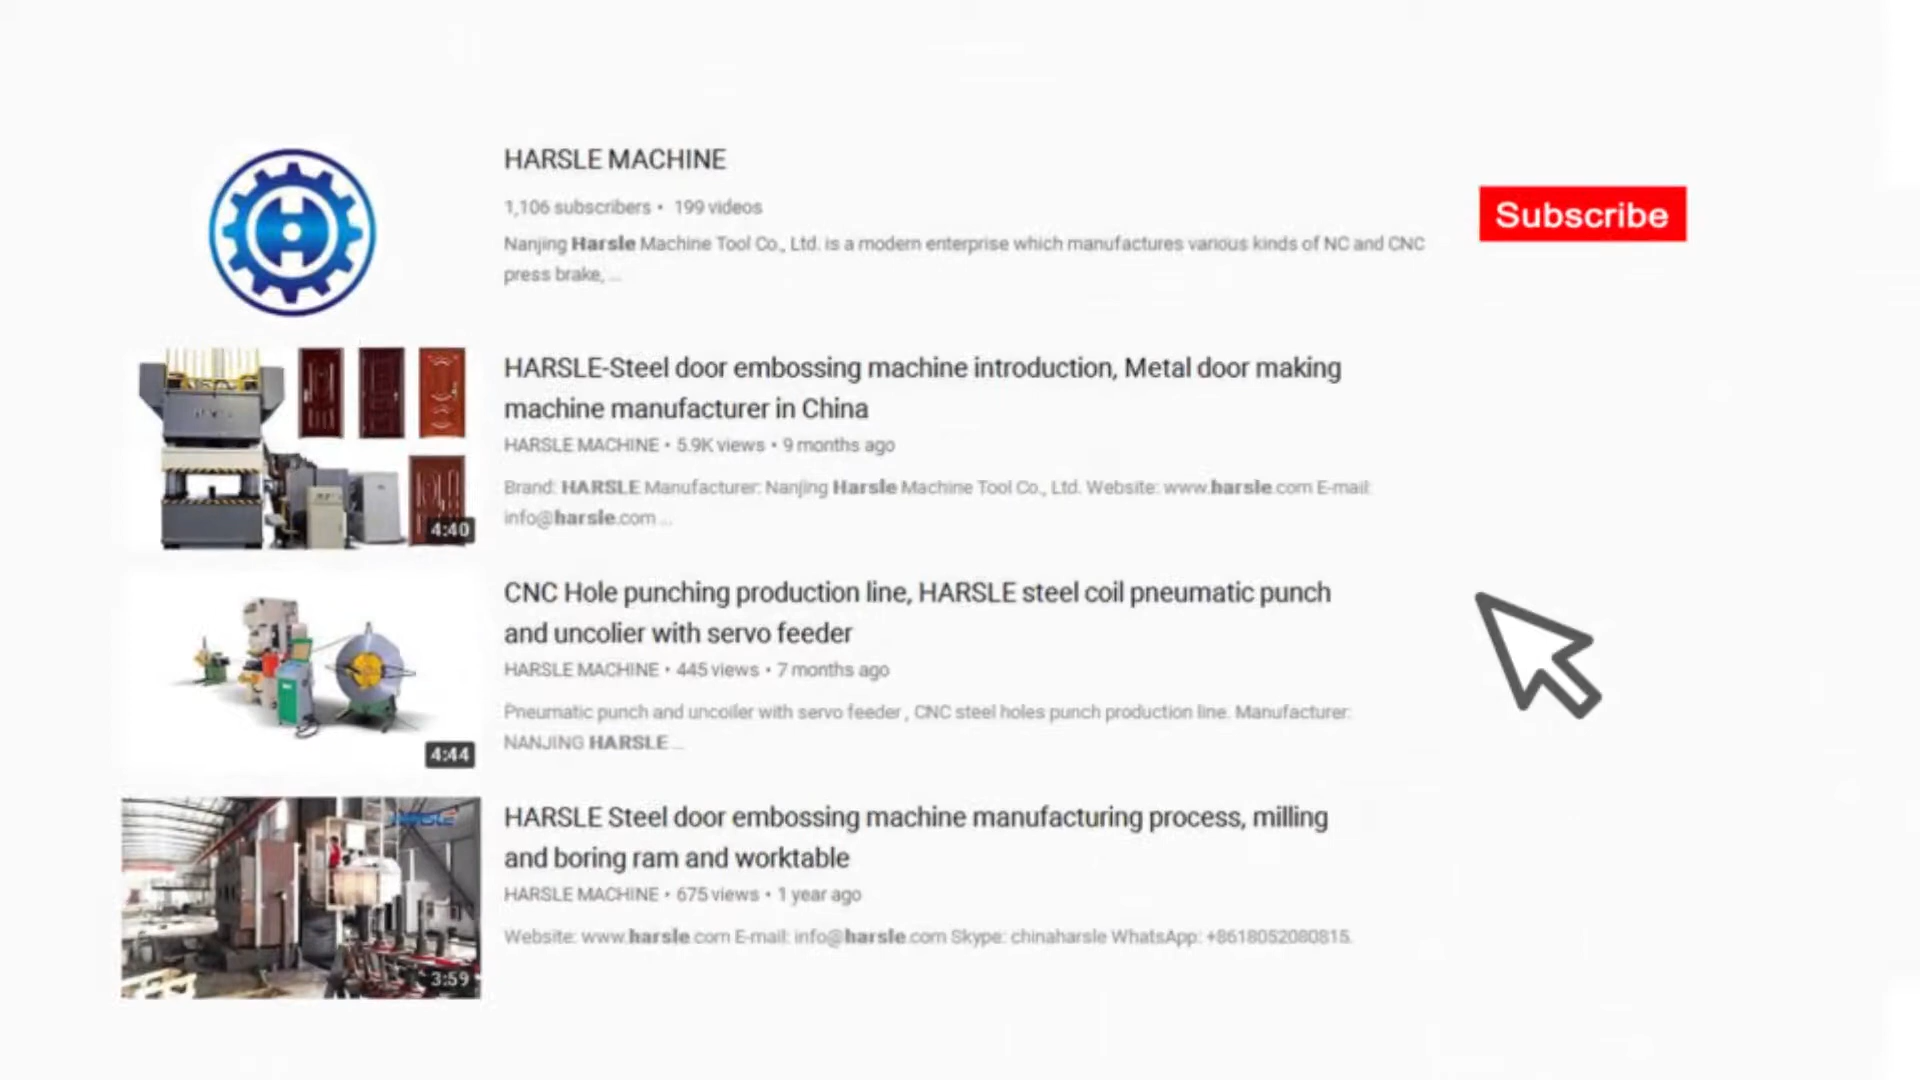 HARSLE MACHINE
1,106 subscribers • 199 videos
Subscribe
Nanjing Harsle Machine Tool Co., Ltd. is a modern enterprise which manufactures various kinds of NC and CNC
press brake, ...
HARSLE-Steel door embossing machine introduction, Metal door making
machine manufacturer in China
HARSLE MACHINE • 5.9K views • 9 months ago
Brand: HARSLE Manufacturer: Nanjing Harsle Machine Tool Co., Ltd. Website: www.harsle.com E-mail:
info@harsle.com ...
4:40
CNC Hole punching production line, HARSLE steel coil pneumatic punch
and uncolier with servo feeder
HARSLE MACHINE • 445 views • 7 months ago
Pneumatic punch and uncoiler with servo feeder , CNC steel holes punch production line. Manufacturer:
NANJING HARSLE ...
4:44
HARSLE Steel door embossing machine manufacturing process, milling
and boring ram and worktable
HARSLE MACHINE • 675 views • 1 year ago
Website: www.harsle.com E-mail: info@harsle.com Skype: chinaharsle WhatsApp: +8618052080815.
HARSLE
3:59